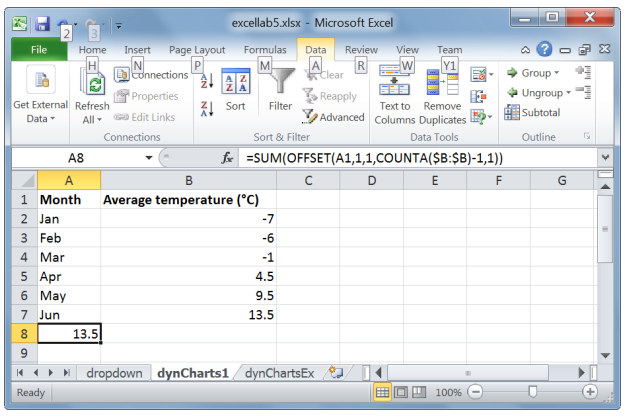 excellab5.xlsx - Microsoft Excel
2 3
File Home Insert Page Layout Formulas Data Review View Team
H N P M A R W Y1
Get External Data
Refresh All
Connections
Properties
Edit Links
Connections
A Z
Z A
A Z Z A
Sort
Filter
Clear
Reapply
Advanced
Sort & Filter
Text to Columns
Remove Duplicates
Data Tools
Group
Ungroup
Subtotal
Outline
A8 fx =SUM(OFFSET(A1,1,1,COUNTA($B:$B)-1,1))
A B C D E F G
1 Month Average temperature (°C)
2 Jan -7
3 Feb -6
4 Mar -1
5 Apr 4.5
6 May 9.5
7 Jun 13.5
8 13.5
9
dropdown dynCharts1 dynChartsEx
Ready 100%